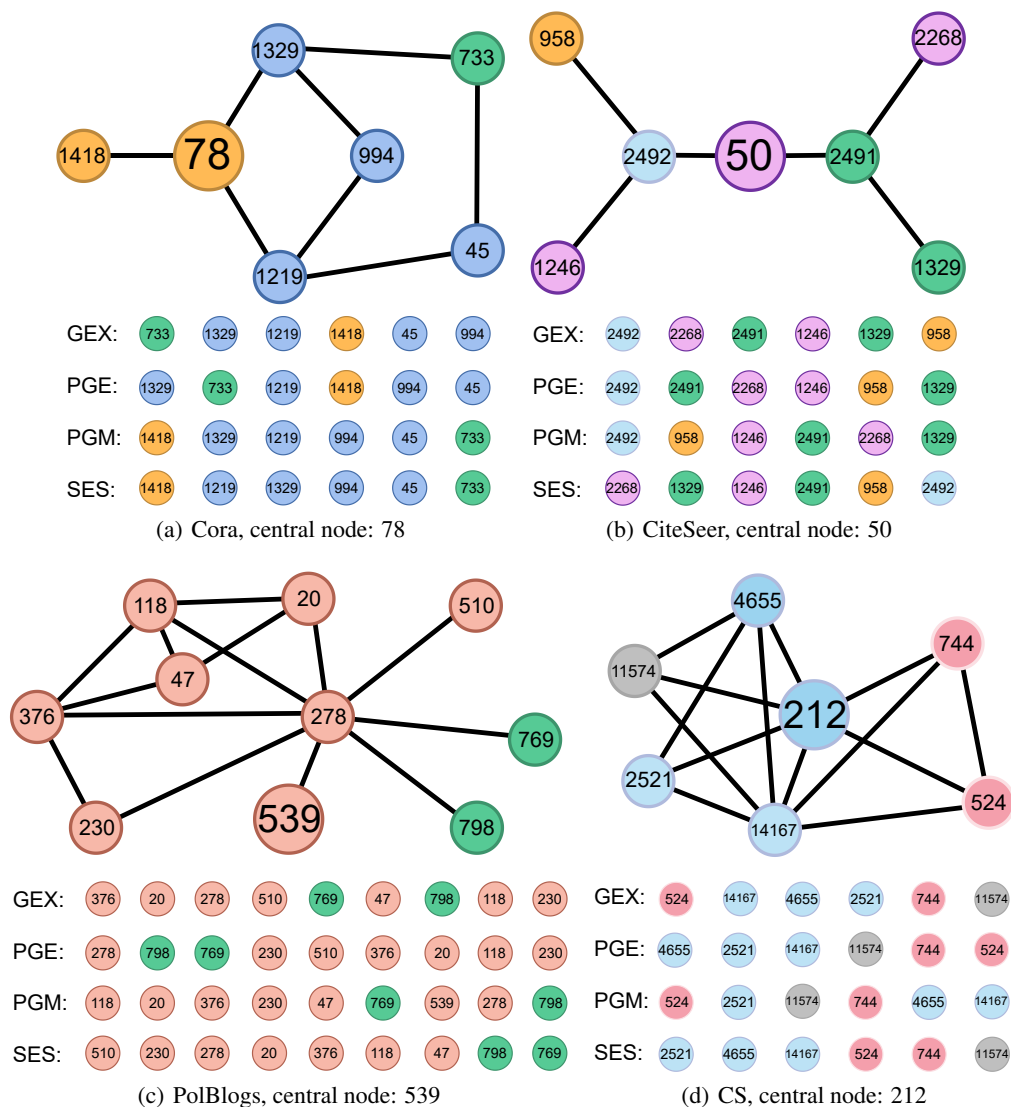 1329
733
1418
78
994
1219
45
GEX: 733 1329 1219 1418 45 994
PGE: 1329 733 1219 1418 994 45
PGM: 1418 1329 1219 994 45 733
SES: 1418 1219 1329 994 45 733
(a) Cora, central node: 78
958
2268
2492
50
2491
1246
1329
GEX: 2492 2268 2491 1246 1329 958
PGE: 2492 2491 2268 1246 958 1329
PGM: 2492 958 1246 2491 2268 1329
SES: 2268 1329 1246 2491 958 2492
(b) CiteSeer, central node: 50
118
20
510
47
376
278
769
230
539
798
GEX: 376 20 278 510 769 47 798 118 230
PGE: 278 798 769 230 510 376 20 118 230
PGM: 118 20 376 230 47 769 539 278 798
SES: 510 230 278 20 376 118 47 798 769
(c) PolBlogs, central node: 539
4655
744
11574
212
2521
524
14167
GEX: 524 14167 4655 2521 744 11574
PGE: 4655 2521 14167 11574 744 524
PGM: 524 2521 11574 744 4655 14167
SES: 2521 4655 14167 524 744 11574
(d) CS, central node: 212